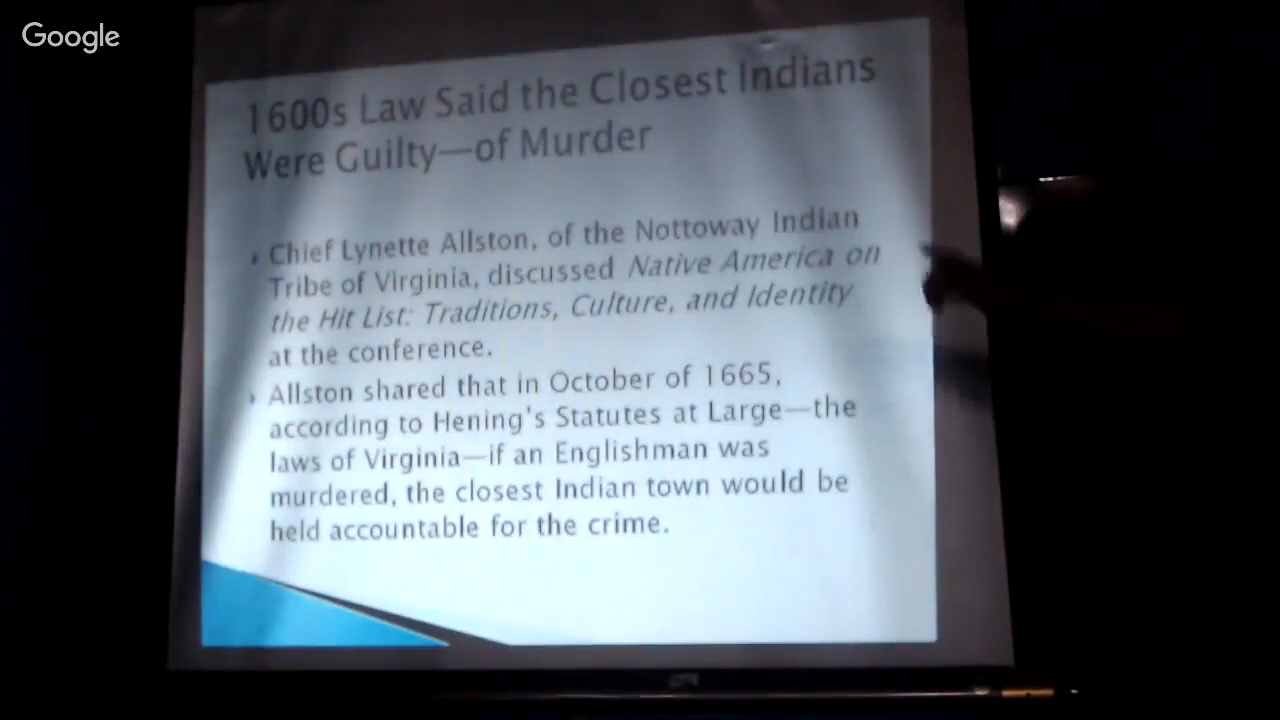 Google
1600s Law Said the Closest Indians
Were Guilty—of Murder
Chief Lynette Allston, of the Nottoway Indian
Tribe of Virginia, discussed Native America on
the Hit List: Traditions, Culture, and Identity
at the conference.
Allston shared that in October of 1665,
according to Hening's Statutes at Large—the
laws of Virginia—if an Englishman was
murdered, the closest Indian town would be
held accountable for the crime.